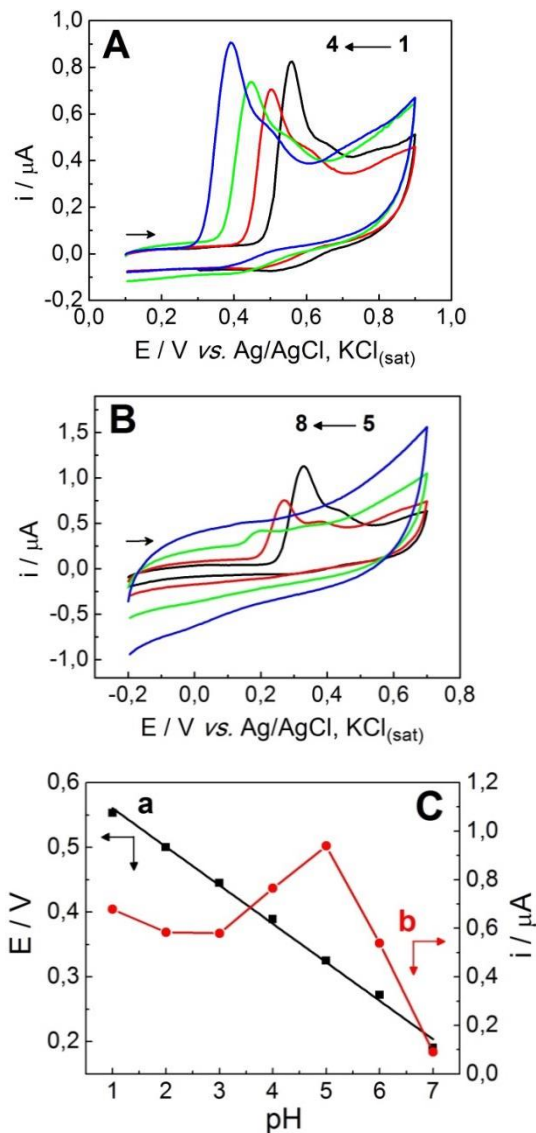 A
4 ← 1
1,0
0,8
0,6
0,4
0,2
0,0
-0,2
i / µA
0,0 0,2 0,4 0,6 0,8 1,0
E / V vs. Ag/AgCl, KCl(sat)
B
8 ← 5
1,5
1,0
0,5
0,0
-0,5
-1,0
i / µA
-0,2 0,0 0,2 0,4 0,6 0,8
E / V vs. Ag/AgCl, KCl(sat)
a
C
b
0,6
0,5
0,4
0,3
0,2
E / V
1,2
1,0
0,8
0,6
0,4
0,2
0,0
i / µA
1 2 3 4 5 6 7
pH